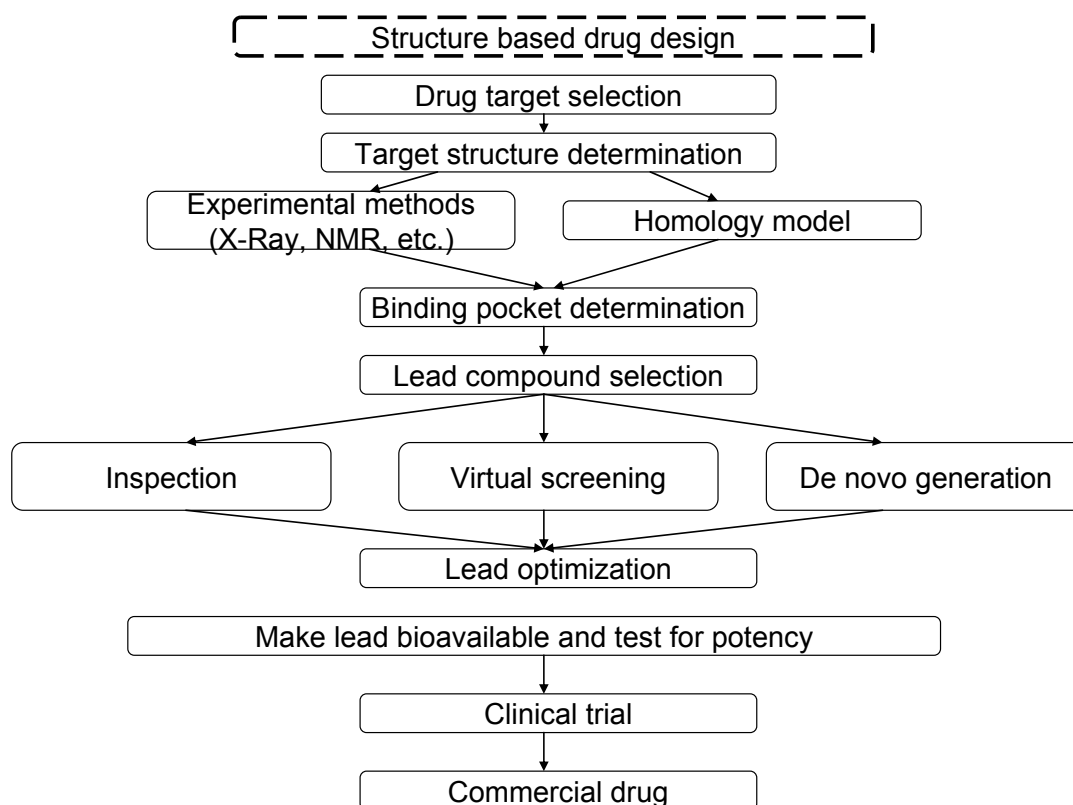 Structure based drug design
Drug target selection
Target structure determination
Experimental methods
(X-Ray, NMR, etc.)
Homology model
Binding pocket determination
Lead compound selection
Inspection
Virtual screening
De novo generation
Lead optimization
Make lead bioavailable and test for potency
Clinical trial
Commercial drug